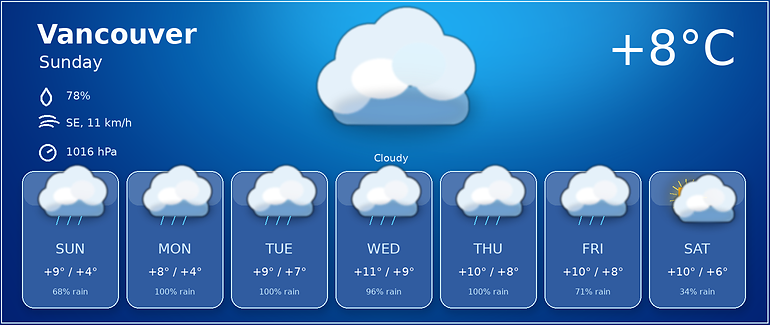 Vancouver
Sunday
+8°C
78%
SE, 11 km/h
1016 hPa
Cloudy
SUN
+9° / +4°
68% rain
MON
+8° / +4°
100% rain
TUE
+9° / +7°
100% rain
WED
+11° / +9°
96% rain
THU
+10° / +8°
100% rain
FRI
+10° / +8°
71% rain
SAT
+10° / +6°
34% rain